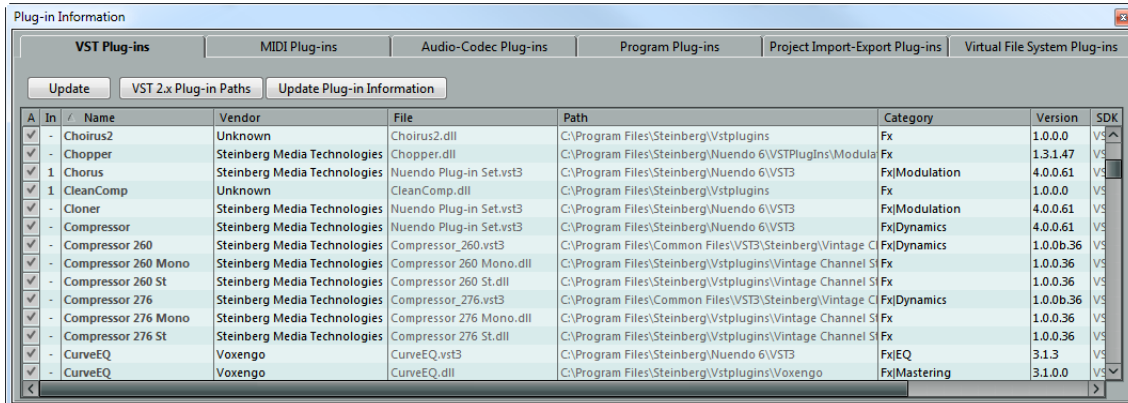 Plug-in Information
VST Plug-ins MIDI Plug-ins Audio-Codec Plug-ins Program Plug-ins Project Import-Export Plug-ins Virtual File System Plug-ins
Update VST 2.x Plug-in Paths Update Plug-in Information
A In Name Vendor File Path Category Version SDK
- Choirus2 Unknown Choirus2.dll C:\Program Files\Steinberg\Vstplugins Fx 1.0.0.0 VS
- Chopper Steinberg Media Technologies Chopper.dll C:\Program Files\Steinberg\Nuendo 6\VSTPlugIns\Modula Fx 1.3.1.47 VS
1 Chorus Steinberg Media Technologies Nuendo Plug-in Set.vst3 C:\Program Files\Steinberg\Nuendo 6\VST3 Fx|Modulation 4.0.0.61 VS
1 CleanComp Unknown CleanComp.dll C:\Program Files\Steinberg\Vstplugins Fx 1.0.0.0 VS
- Cloner Steinberg Media Technologies Nuendo Plug-in Set.vst3 C:\Program Files\Steinberg\Nuendo 6\VST3 Fx|Modulation 4.0.0.61 VS
- Compressor Steinberg Media Technologies Nuendo Plug-in Set.vst3 C:\Program Files\Steinberg\Nuendo 6\VST3 Fx|Dynamics 4.0.0.61 VS
- Compressor 260 Steinberg Media Technologies Compressor_260.vst3 C:\Program Files\Common Files\VST3\Steinberg\Vintage Cl Fx|Dynamics 1.0.0b.36 VS
- Compressor 260 Mono Steinberg Media Technologies Compressor 260 Mono.dll C:\Program Files\Steinberg\Vstplugins\Vintage Channel St Fx 1.0.0.36 VS
- Compressor 260 St Steinberg Media Technologies Compressor 260 St.dll C:\Program Files\Steinberg\Vstplugins\Vintage Channel St Fx 1.0.0.36 VS
- Compressor 276 Steinberg Media Technologies Compressor_276.vst3 C:\Program Files\Common Files\VST3\Steinberg\Vintage Cl Fx|Dynamics 1.0.0b.36 VS
- Compressor 276 Mono Steinberg Media Technologies Compressor 276 Mono.dll C:\Program Files\Steinberg\Vstplugins\Vintage Channel St Fx 1.0.0.36 VS
- Compressor 276 St Steinberg Media Technologies Compressor 276 St.dll C:\Program Files\Steinberg\Vstplugins\Vintage Channel St Fx 1.0.0.36 VS
- CurveEQ Voxengo CurveEQ.vst3 C:\Program Files\Steinberg\Nuendo 6\VST3 Fx|EQ 3.1.3 VS
- CurveEQ Voxengo CurveEQ.dll C:\Program Files\Steinberg\Vstplugins\Voxengo Fx|Mastering 3.1.0.0 VS